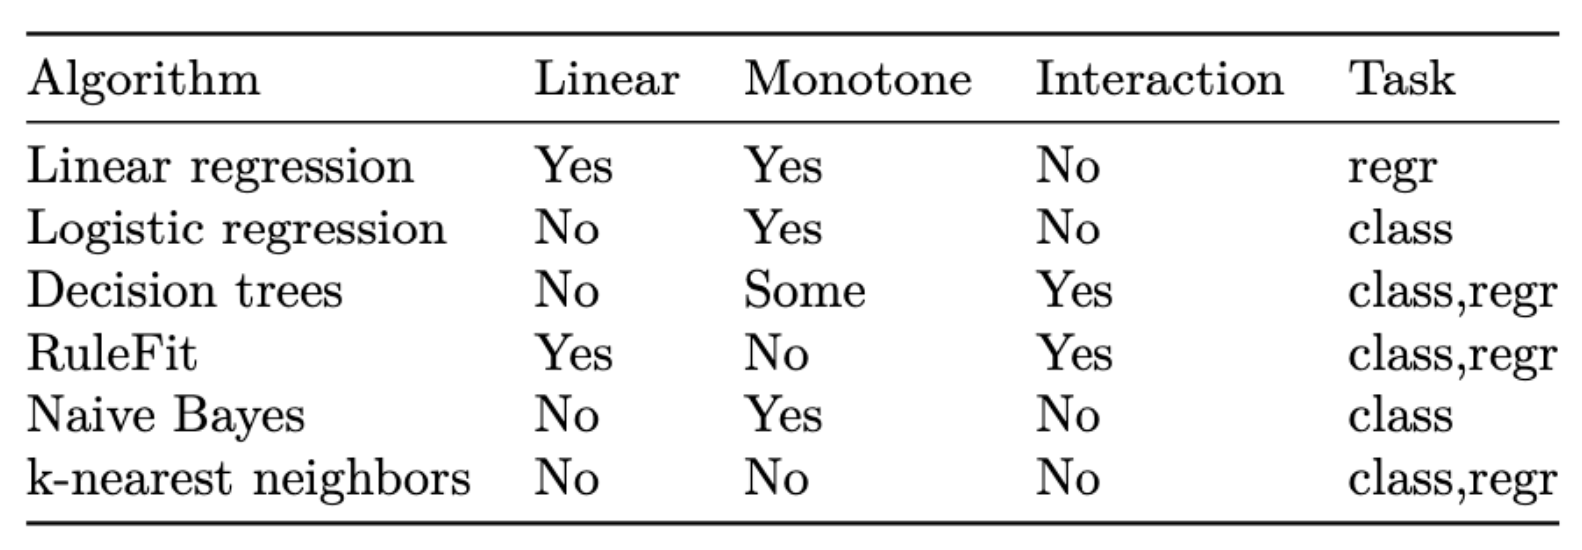 Algorithm Linear Monotone Interaction Task
Linear regression Yes Yes No regr
Logistic regression No Yes No class
Decision trees No Some Yes class,regr
RuleFit Yes No Yes class,regr
Naive Bayes No Yes No class
k-nearest neighbors No No No class,regr